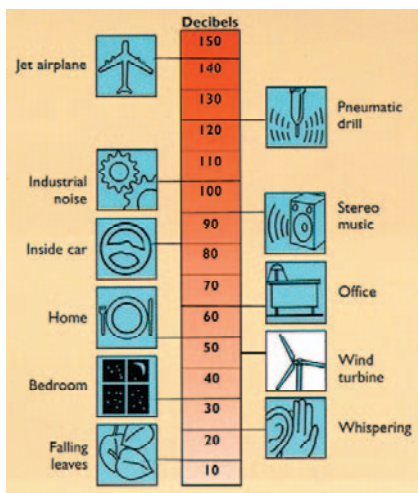 Decibels
150
Jet airplane
140
130
Pneumatic
drill
120
110
Industrial
noise
100
90
Stereo
music
Inside car
80
70
Office
60
Home
50
Wind
turbine
40
Bedroom
30
20
Whispering
Falling
leaves
10